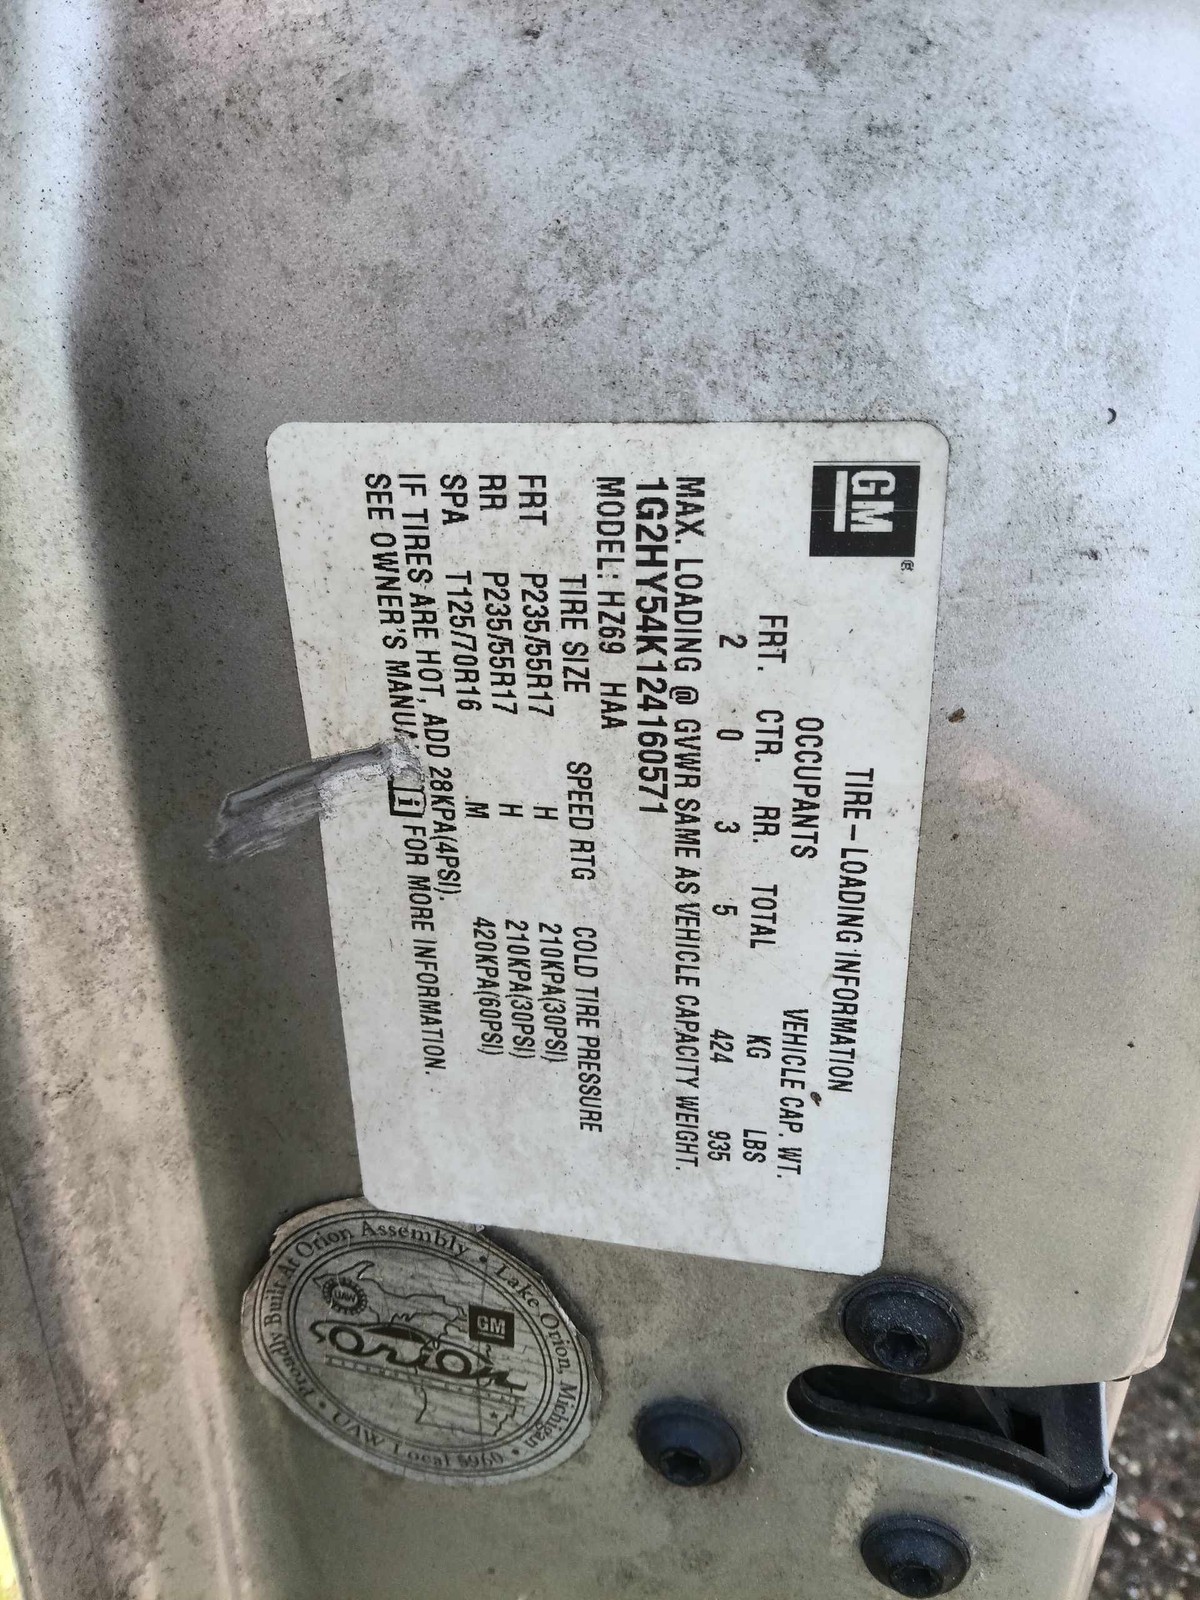 GM
TIRE-LOADING INFORMATION
OCCUPANTS VEHICLE CAP. WT.
FRT. CTR. RR. TOTAL KG LBS
2 0 3 5 424 935
MAX. LOADING @ GVWR SAME AS VEHICLE CAPACITY WEIGHT.
1G2HY54K124160571
MODEL: HZ69 HAA
TIRE SIZE SPEED RTG COLD TIRE PRESSURE
FRT P235/55R17 H 210KPA(30PSI)
RR P235/55R17 H 210KPA(30PSI)
SPA T125/70R16 M 420KPA(60PSI)
IF TIRES ARE HOT, ADD 28KPA(4PSI).
SEE OWNER'S MANUAL i FOR MORE INFORMATION.
Proudly Built At Orion Assembly • Lake Orion, Michigan • UAW Local 5960 •
UAW
GM
Orion